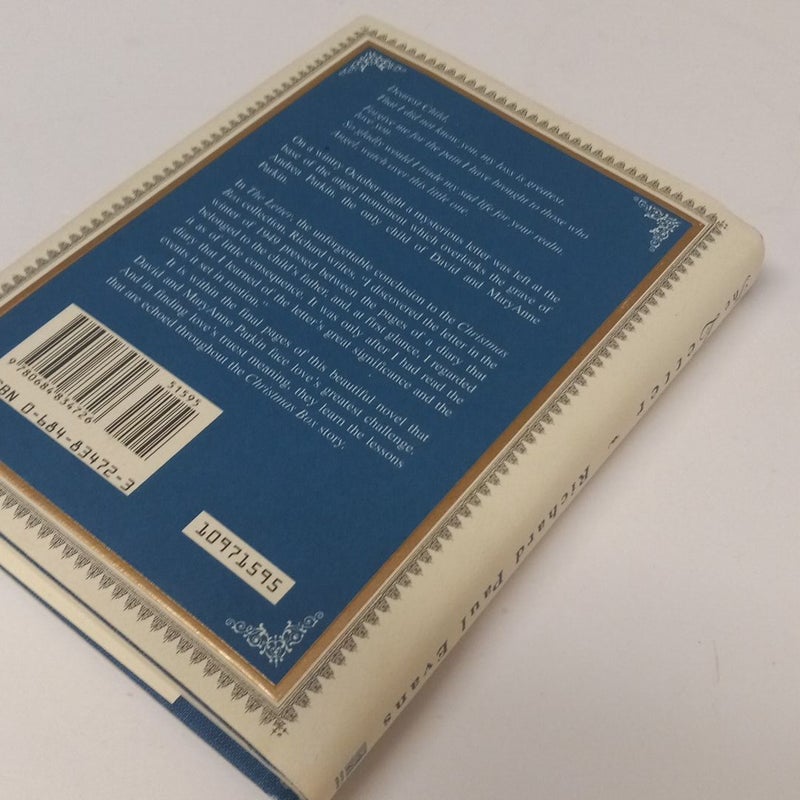 Dearest Child,
That I did not know you my loss is greatest.
Forgive me for the pain I have brought to those who
love you.
So gladly would I trade my sad life for your realm.
Angel, watch over this little one.
On a wintry October night a mysterious letter was left at the
base of the angel monument which overlooks the grave of
Andrea Parkin, the only child of David and MaryAnne
Parkin.
In The Letter, the unforgettable conclusion to the Christmas
Box collection, Richard writes, "I discovered the letter in the
winter of 1949 pressed between the pages of a diary that
belonged to the child's father, and at first glance, I regarded
it as of little consequence. It was only after I had read the
diary that I learned of the letter's great significance and the
events it set in motion."
It is within the final pages of this beautiful novel that
David and MaryAnne Parkin face love's greatest challenge.
And in finding love's truest meaning, they learn the lessons
that are echoed throughout the Christmas Box story.
51595
9780684834726
ISBN 0-684-83472-3
10971595
The Letter Richard Paul Evans